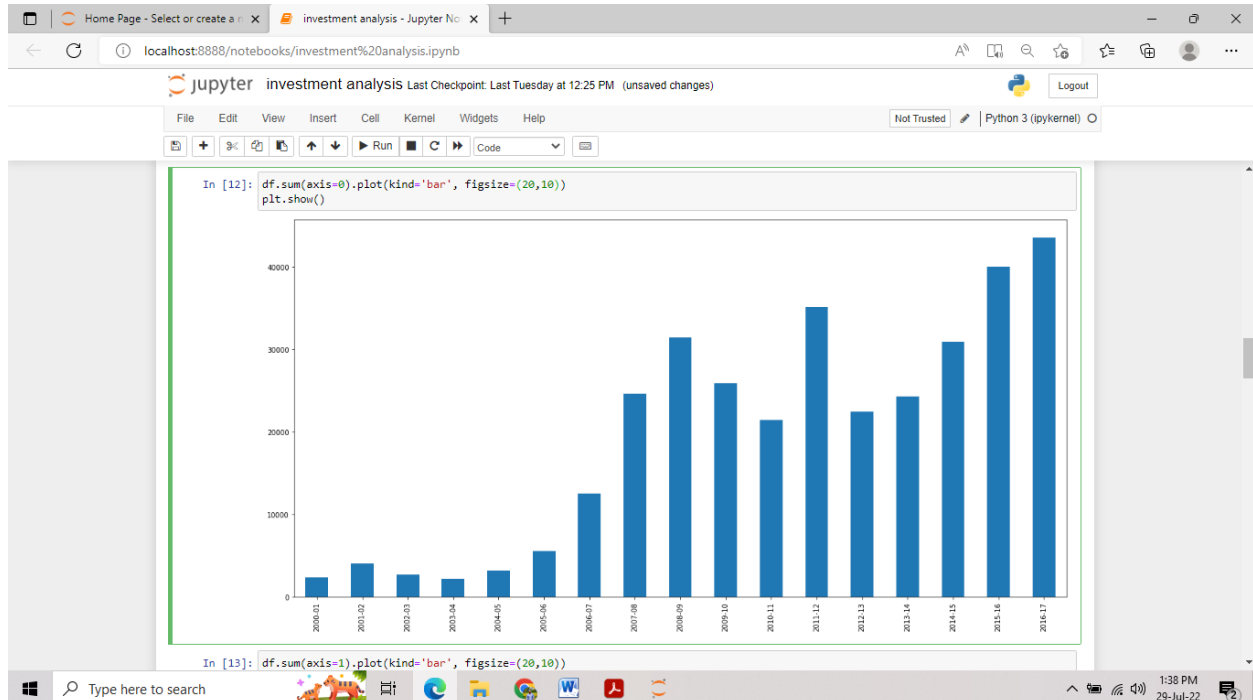 Home Page - Select or create a n
investment analysis - Jupyter No
localhost:8888/notebooks/investment%20analysis.ipynb
jupyter investment analysis Last Checkpoint: Last Tuesday at 12:25 PM (unsaved changes)
Logout
File Edit View Insert Cell Kernel Widgets Help
Not Trusted Python 3 (ipykernel)
Run Code
In [12]: df.sum(axis=0).plot(kind='bar', figsize=(20,10))
plt.show()
40000
30000
20000
10000
0
2000-01 2001-02 2002-03 2003-04 2004-05 2005-06 2006-07 2007-08 2008-09 2009-10 2010-11 2011-12 2012-13 2013-14 2014-15 2015-16 2016-17
In [13]: df.sum(axis=1).plot(kind='bar', figsize=(20,10))
Type here to search
1:38 PM
29-Jul-22
2